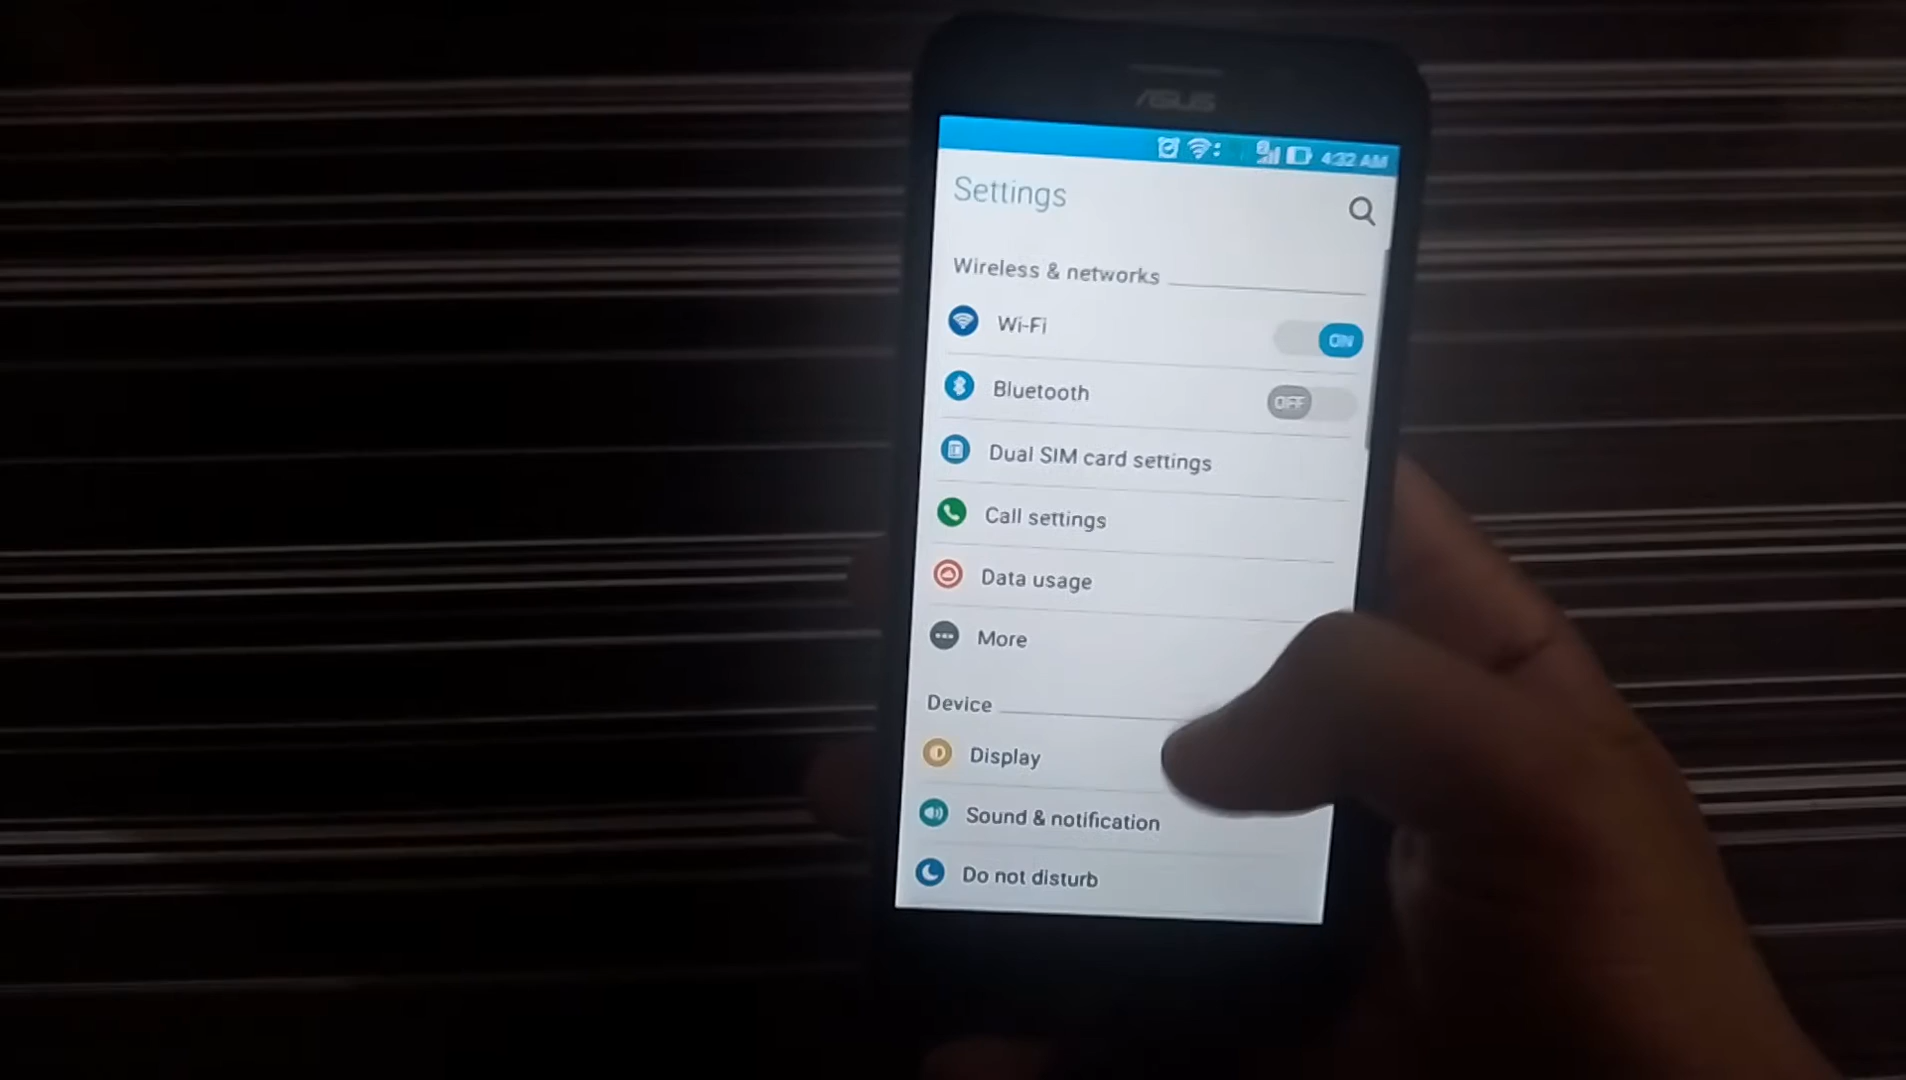 ASUS
2 4:32 AM
Settings
Wireless & networks
Wi-Fi
ON
Bluetooth
OFF
Dual SIM card settings
Call settings
Data usage
More
Device
Display
Sound & notification
Do not disturb